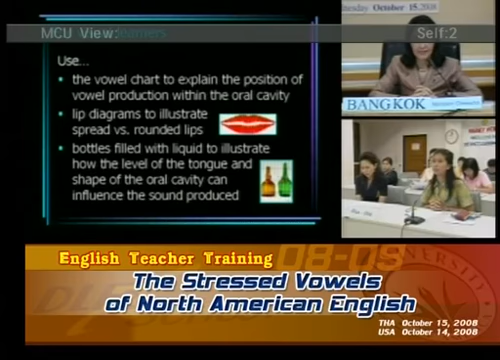 MCU View:
Self:2
Wednesday October 15, 2008
Use...
• the vowel chart to explain the position of
vowel production within the oral cavity
• lip diagrams to illustrate
spread vs. rounded lips
• bottles filled with liquid to illustrate
how the level of the tongue and
shape of the oral cavity can
influence the sound produced
BANGKOK
English Teacher Training
08-09
The Stressed Vowels
of North American English
THA October 15, 2008
USA October 14, 2008